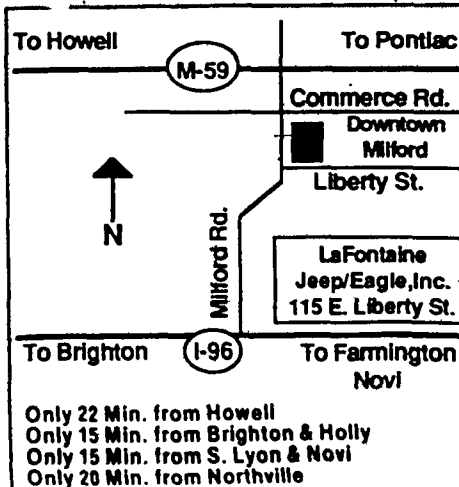 To Howell
To Pontiac
M-59
Commerce Rd.
Downtown
Milford
Liberty St.
N
Milford Rd.
LaFontaine
Jeep/Eagle,Inc.
115 E. Liberty St.
To Brighton
I-96
To Farmington
Novi
Only 22 Min. from Howell
Only 15 Min. from Brighton & Holly
Only 15 Min. from S. Lyon & Novi
Only 20 Min. from Northville